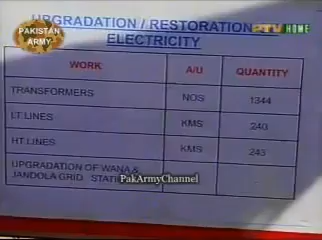 UPGRADATION / RESTORATION
ELECTRICITY
PAKISTAN
ARMY
PTV HOME
WORK A/U QUANTITY
TRANSFORMERS NOS 1344
LT LINES KMS 240
HT LINES KMS 243
UPGRADATION OF WANA &
JANDOLA GRID STATI
PakArmyChannel